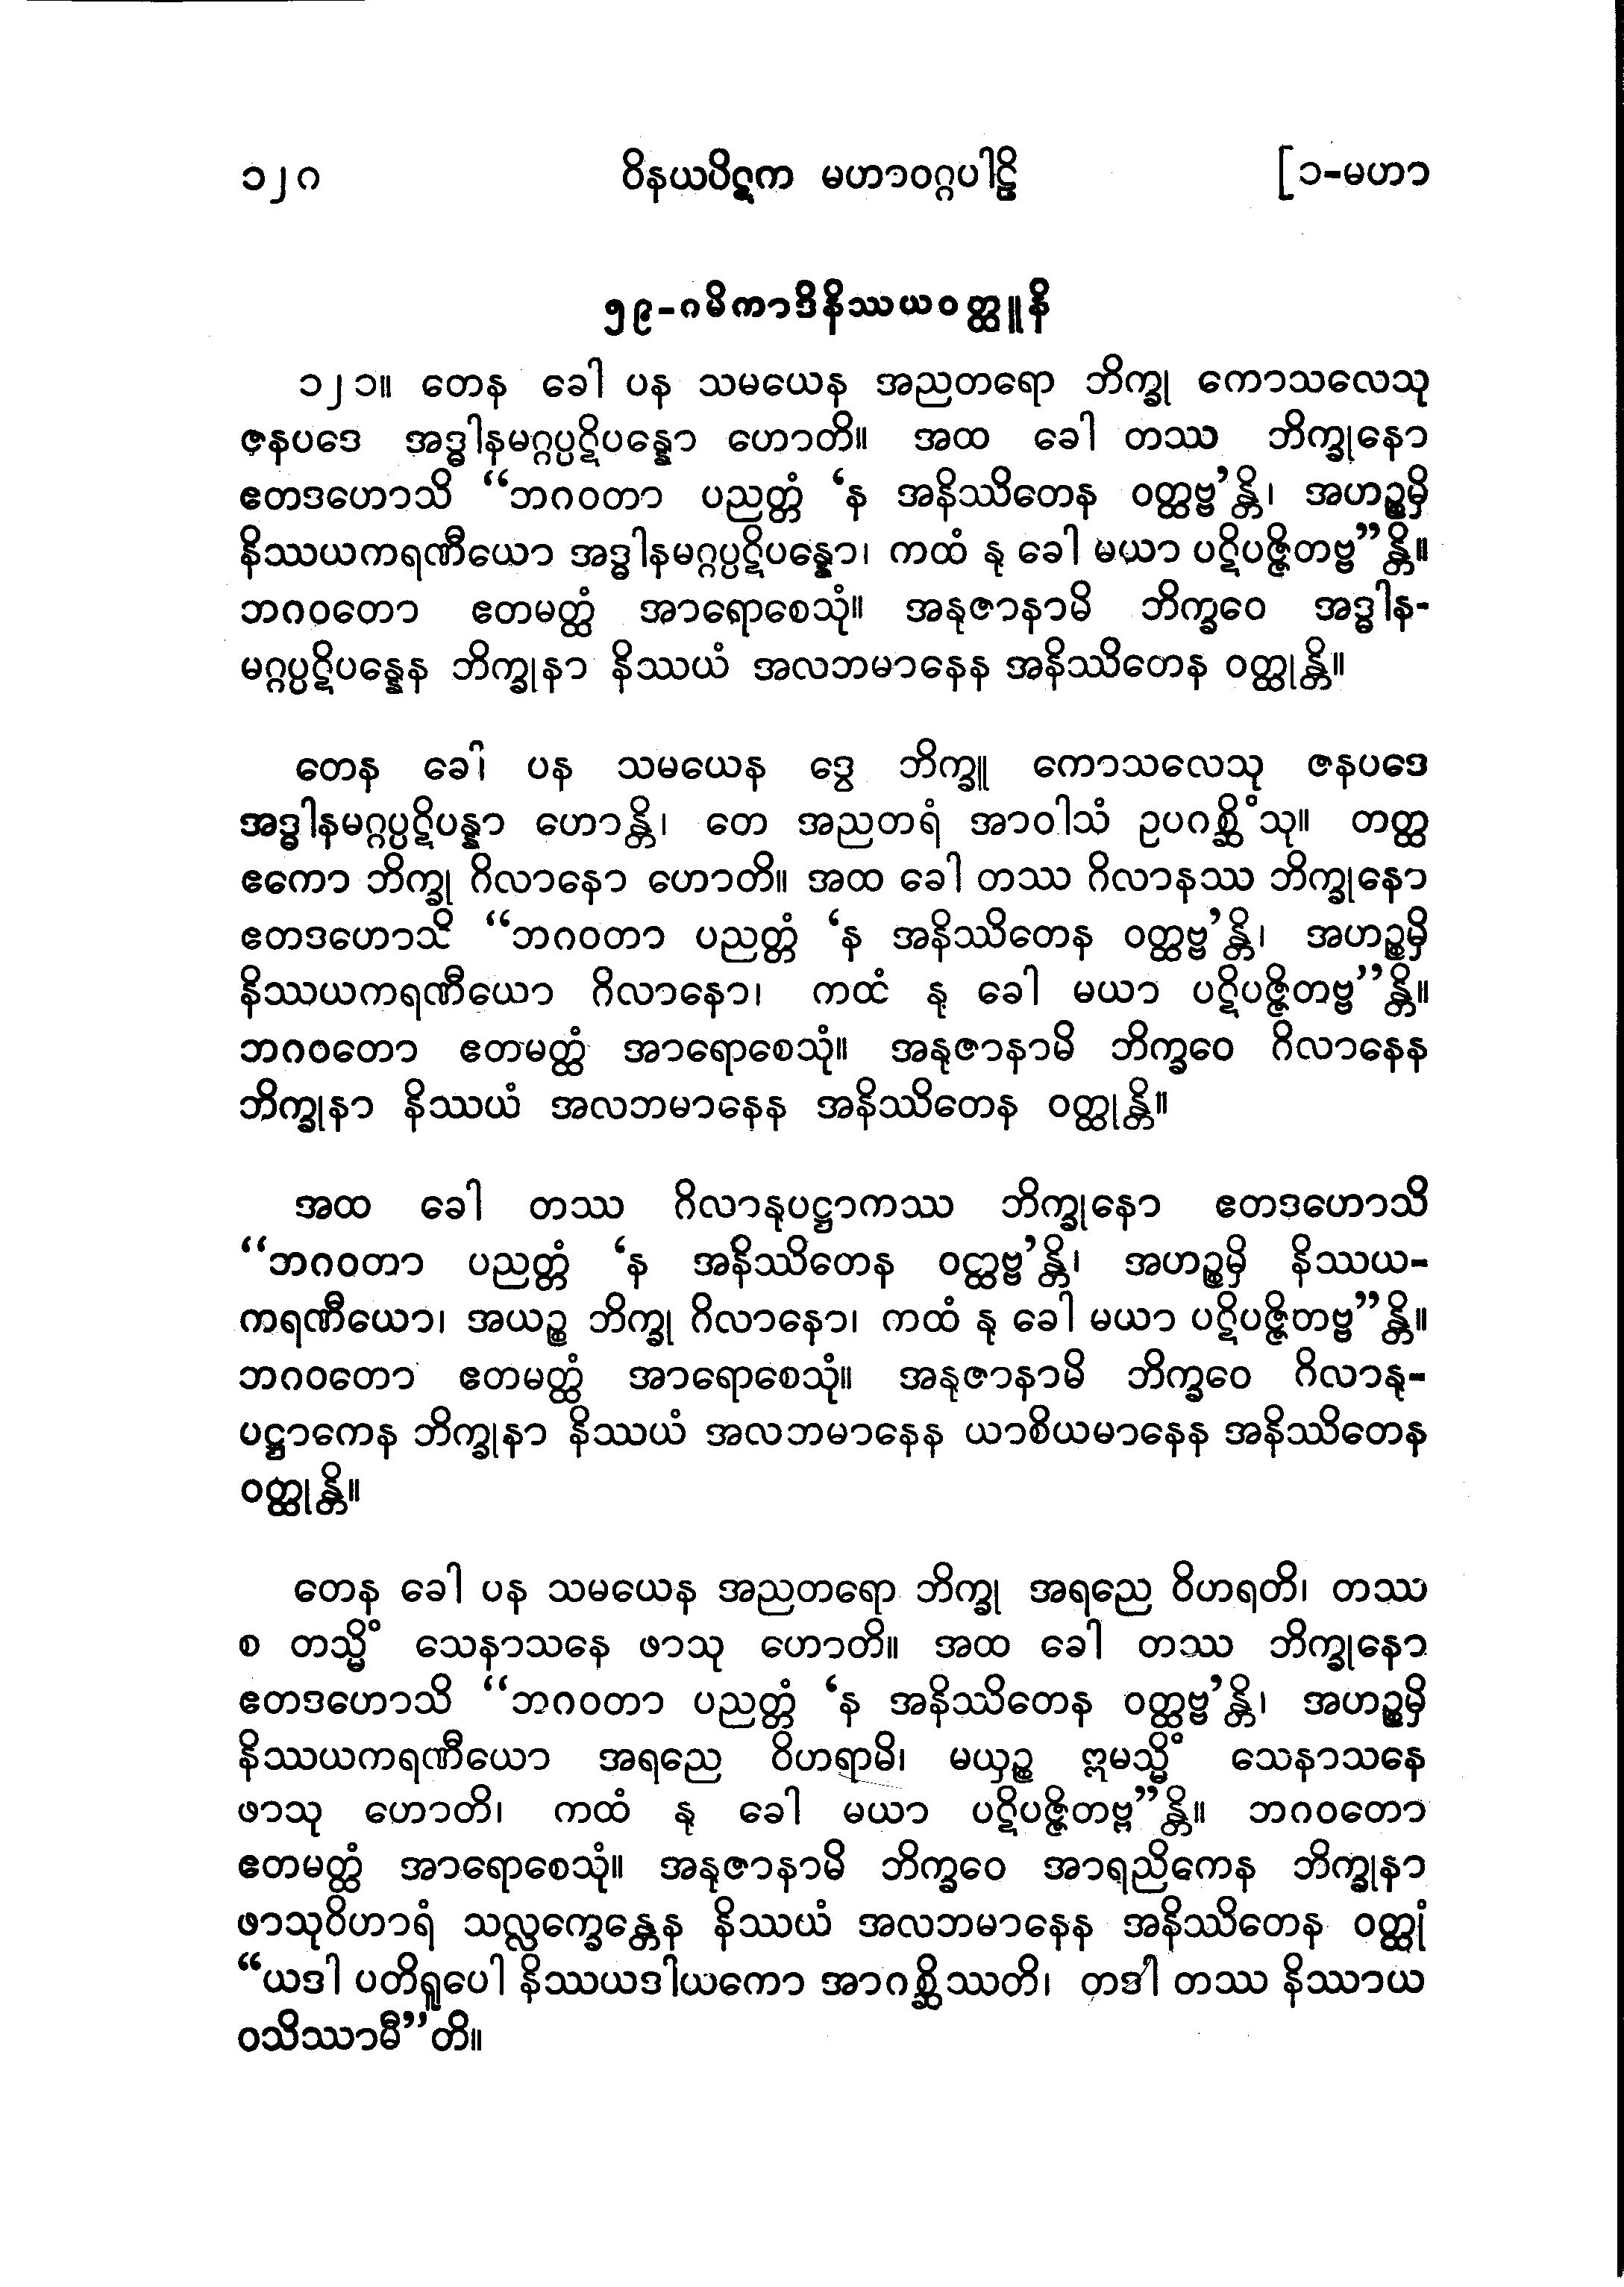 ၁၂၈ ဝိနယပိဋက မဟာဝဂ္ဂပါဠိ [၁-မဟာ
၅၉-ဂမိကာဒိနိဿယဝတ္ထူနိ
၁၂၁။ တေန ခေါ ပန သမယေန အညတရော ဘိက္ခု ကောသလေသု
ဇနပဒေ အဒ္ဓါနမဂ္ဂပ္ပဋိပန္နော ဟောတိ။ အထ ခေါ တဿ ဘိက္ခုနော
ဧတဒဟောသိ “ဘဂဝတာ ပညတ္တံ ‘န အနိဿိတေန ဝတ္ထဗ္ဗ’န္တိ၊ အဟဉ္စမှိ
နိဿယကရဏီယော အဒ္ဓါနမဂ္ဂပ္ပဋိပန္နော၊ ကထံ နု ခေါ မယာ ပဋိပဇ္ဇိတဗ္ဗ”န္တိ။
ဘဂဝတော ဧတမတ္ထံ အာရောစေသုံ။ အနုဇာနာမိ ဘိက္ခဝေ အဒ္ဓါန-
မဂ္ဂပ္ပဋိပန္နေန ဘိက္ခုနာ နိဿယံ အလဘမာနေန အနိဿိတေန ဝတ္ထုန္တိ။
တေန ခေါ ပန သမယေန ဒွေ ဘိက္ခူ ကောသလေသု ဇနပဒေ
အဒ္ဓါနမဂ္ဂပ္ပဋိပန္နာ ဟောန္တိ၊ တေ အညတရံ အာဝါသံ ဥပဂစ္ဆိံသု။ တတ္ထ
ဧကော ဘိက္ခု ဂိလာနော ဟောတိ။ အထ ခေါ တဿ ဂိလာနဿ ဘိက္ခုနော
ဧတဒဟောသိ “ဘဂဝတာ ပညတ္တံ ‘န အနိဿိတေန ဝတ္ထဗ္ဗ’န္တိ၊ အဟဉ္စမှိ
နိဿယကရဏီယော ဂိလာနော၊ ကထံ နု ခေါ မယာ ပဋိပဇ္ဇိတဗ္ဗ”န္တိ။
ဘဂဝတော ဧတမတ္ထံ အာရောစေသုံ။ အနုဇာနာမိ ဘိက္ခဝေ ဂိလာနေန
ဘိက္ခုနာ နိဿယံ အလဘမာနေန အနိဿိတေန ဝတ္ထုန္တိ။
အထ ခေါ တဿ ဂိလာနုပဋ္ဌာကဿ ဘိက္ခုနော ဧတဒဟောသိ
“ဘဂဝတာ ပညတ္တံ ‘န အနိဿိတေန ဝတ္ထဗ္ဗ’န္တိ၊ အဟဉ္စမှိ နိဿယ-
ကရဏီယော၊ အယဉ္စ ဘိက္ခု ဂိလာနော၊ ကထံ နု ခေါ မယာ ပဋိပဇ္ဇိတဗ္ဗ”န္တိ။
ဘဂဝတော ဧတမတ္ထံ အာရောစေသုံ။ အနုဇာနာမိ ဘိက္ခဝေ ဂိလာနု-
ပဋ္ဌာကေန ဘိက္ခုနာ နိဿယံ အလဘမာနေန ယာစိယမာနေန အနိဿိတေန
ဝတ္ထုန္တိ။
တေန ခေါ ပန သမယေန အညတရော ဘိက္ခု အရညေ ဝိဟရတိ၊ တဿ
စ တသ္မိံ သေနာသနေ ဖာသု ဟောတိ။ အထ ခေါ တဿ ဘိက္ခုနော
ဧတဒဟောသိ “ဘဂဝတာ ပညတ္တံ ‘န အနိဿိတေန ဝတ္ထဗ္ဗ’န္တိ၊ အဟဉ္စမှိ
နိဿယကရဏီယော အရညေ ဝိဟရာမိ၊ မယှဉ္စ ဣမသ္မိံ သေနာသနေ
ဖာသု ဟောတိ၊ ကထံ နု ခေါ မယာ ပဋိပဇ္ဇိတဗ္ဗ”န္တိ။ ဘဂဝတော
ဧတမတ္ထံ အာရောစေသုံ။ အနုဇာနာမိ ဘိက္ခဝေ အာရညိကေန ဘိက္ခုနာ
ဖာသုဝိဟာရံ သလ္လက္ခေန္တေန နိဿယံ အလဘမာနေန အနိဿိတေန ဝတ္ထုံ
“ယဒါ ပတိရူပေါ နိဿယဒါယကော အာဂစ္ဆိဿတိ၊ တဒါ တဿ နိဿာယ
ဝသိဿာမီ”တိ။